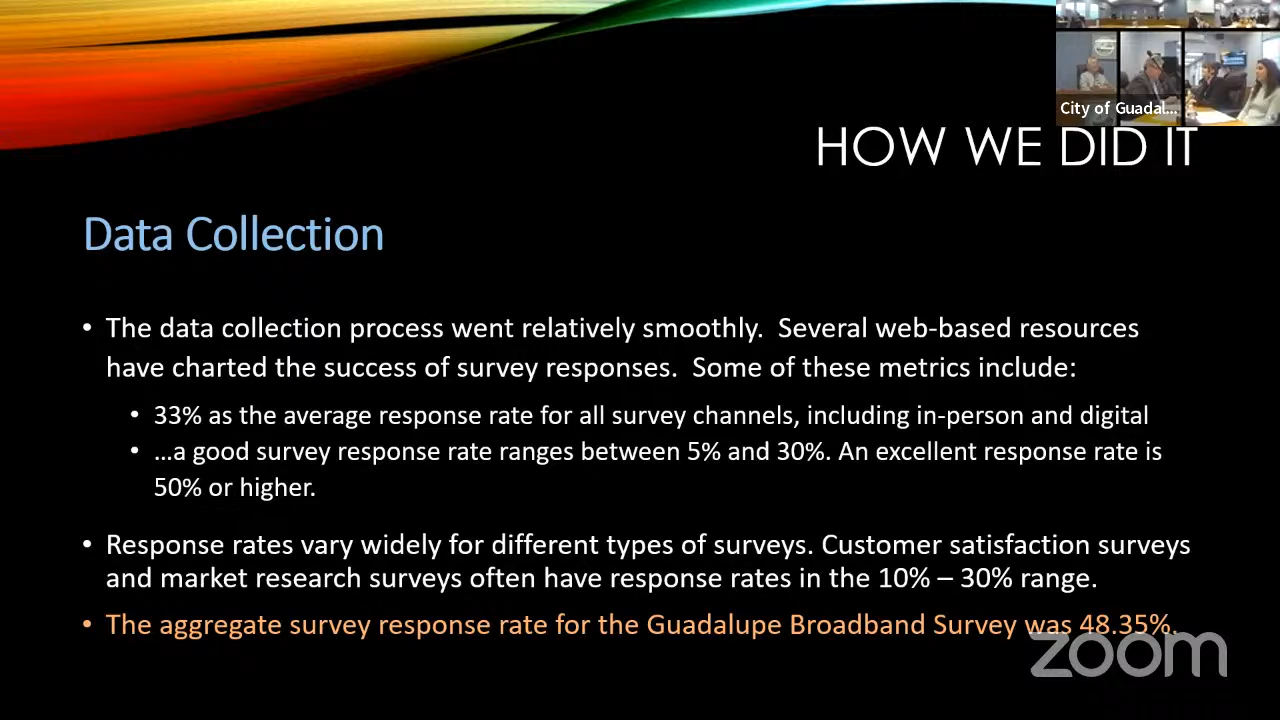 City of Guadal...
HOW WE DID IT
Data Collection
• The data collection process went relatively smoothly. Several web-based resources
have charted the success of survey responses. Some of these metrics include:
• 33% as the average response rate for all survey channels, including in-person and digital
• …a good survey response rate ranges between 5% and 30%. An excellent response rate is
50% or higher.
• Response rates vary widely for different types of surveys. Customer satisfaction surveys
and market research surveys often have response rates in the 10% – 30% range.
• The aggregate survey response rate for the Guadalupe Broadband Survey was 48.35%.
zoom